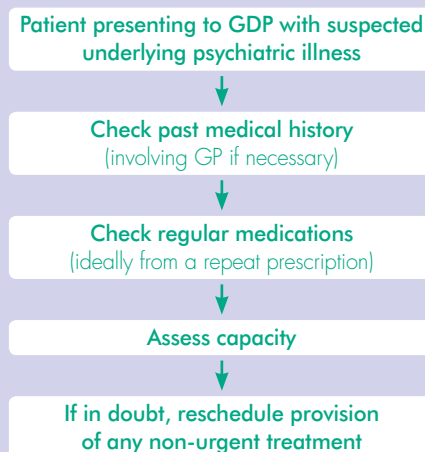 Patient presenting to GDP with suspected
underlying psychiatric illness
Check past medical history
(involving GP if necessary)
Check regular medications
(ideally from a repeat prescription)
Assess capacity
If in doubt, reschedule provision
of any non-urgent treatment